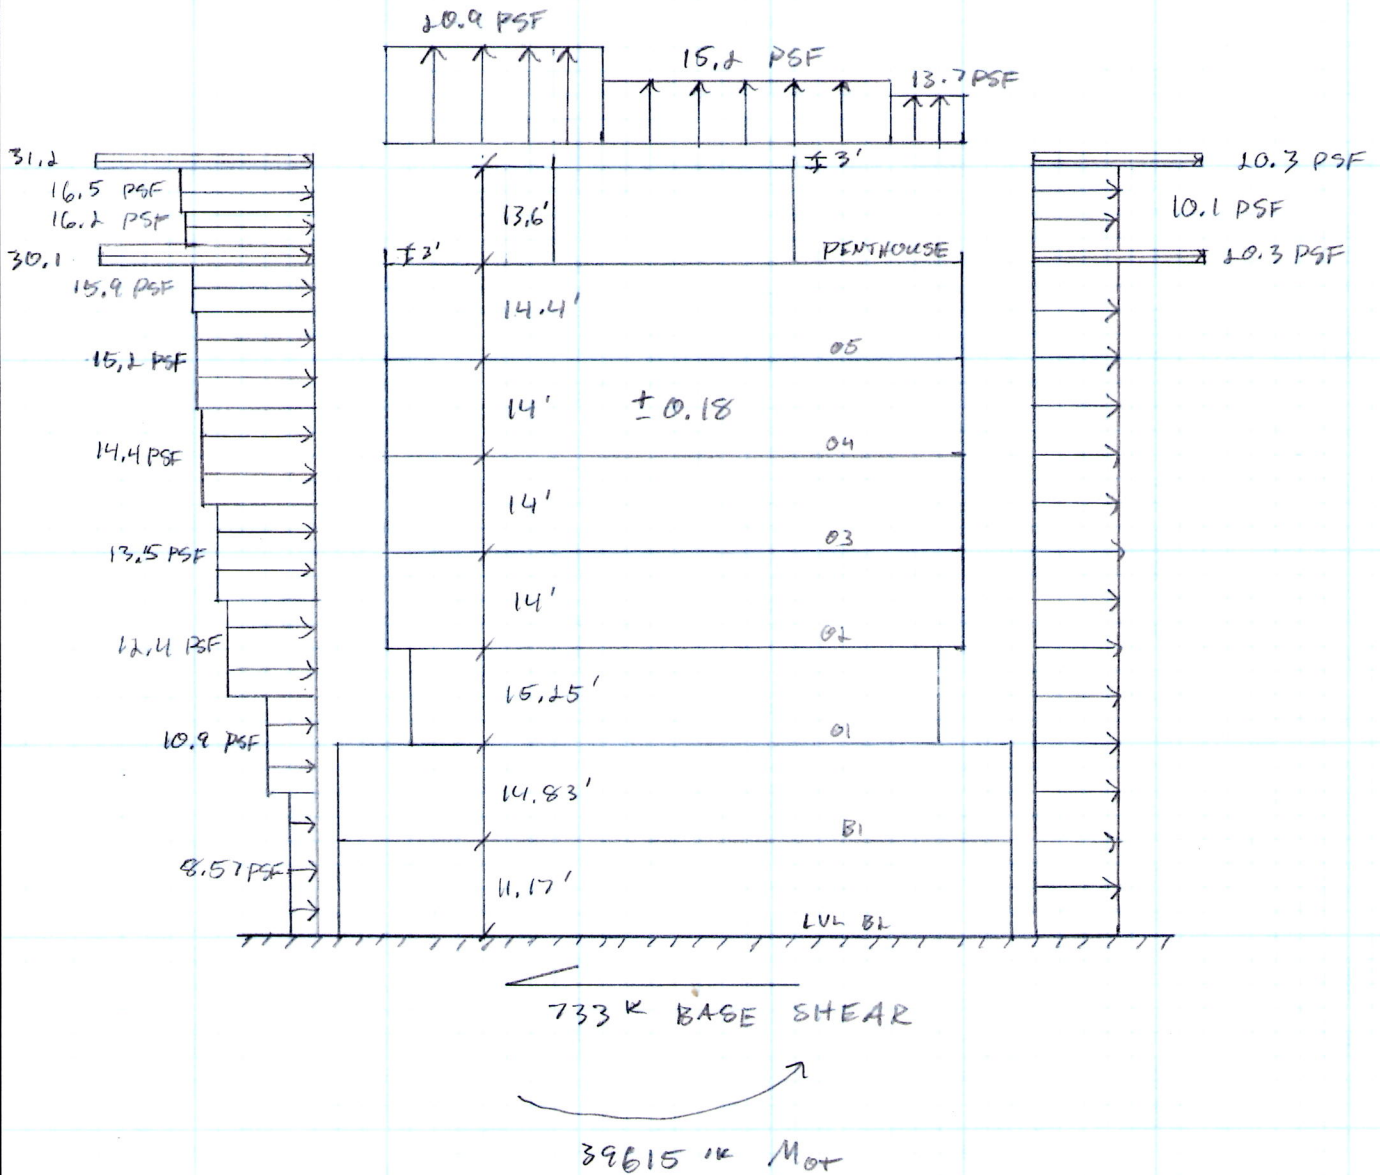 20.9 PSF
15.2 PSF
13.7 PSF
31.2
3'
20.3 PSF
16.5 PSF
13.6'
10.1 PSF
16.2 PSF
30.1
3'
PENTHOUSE
20.3 PSF
15.9 PSF
14.4'
15.2 PSF
05
14'
± 0.18
14.4 PSF
04
14'
13.5 PSF
03
14'
12.4 PSF
02
15.25'
10.9 PSF
01
14.83'
B1
8.57 PSF
11.17'
LVL B2
733 K BASE SHEAR
39615 'K MOT